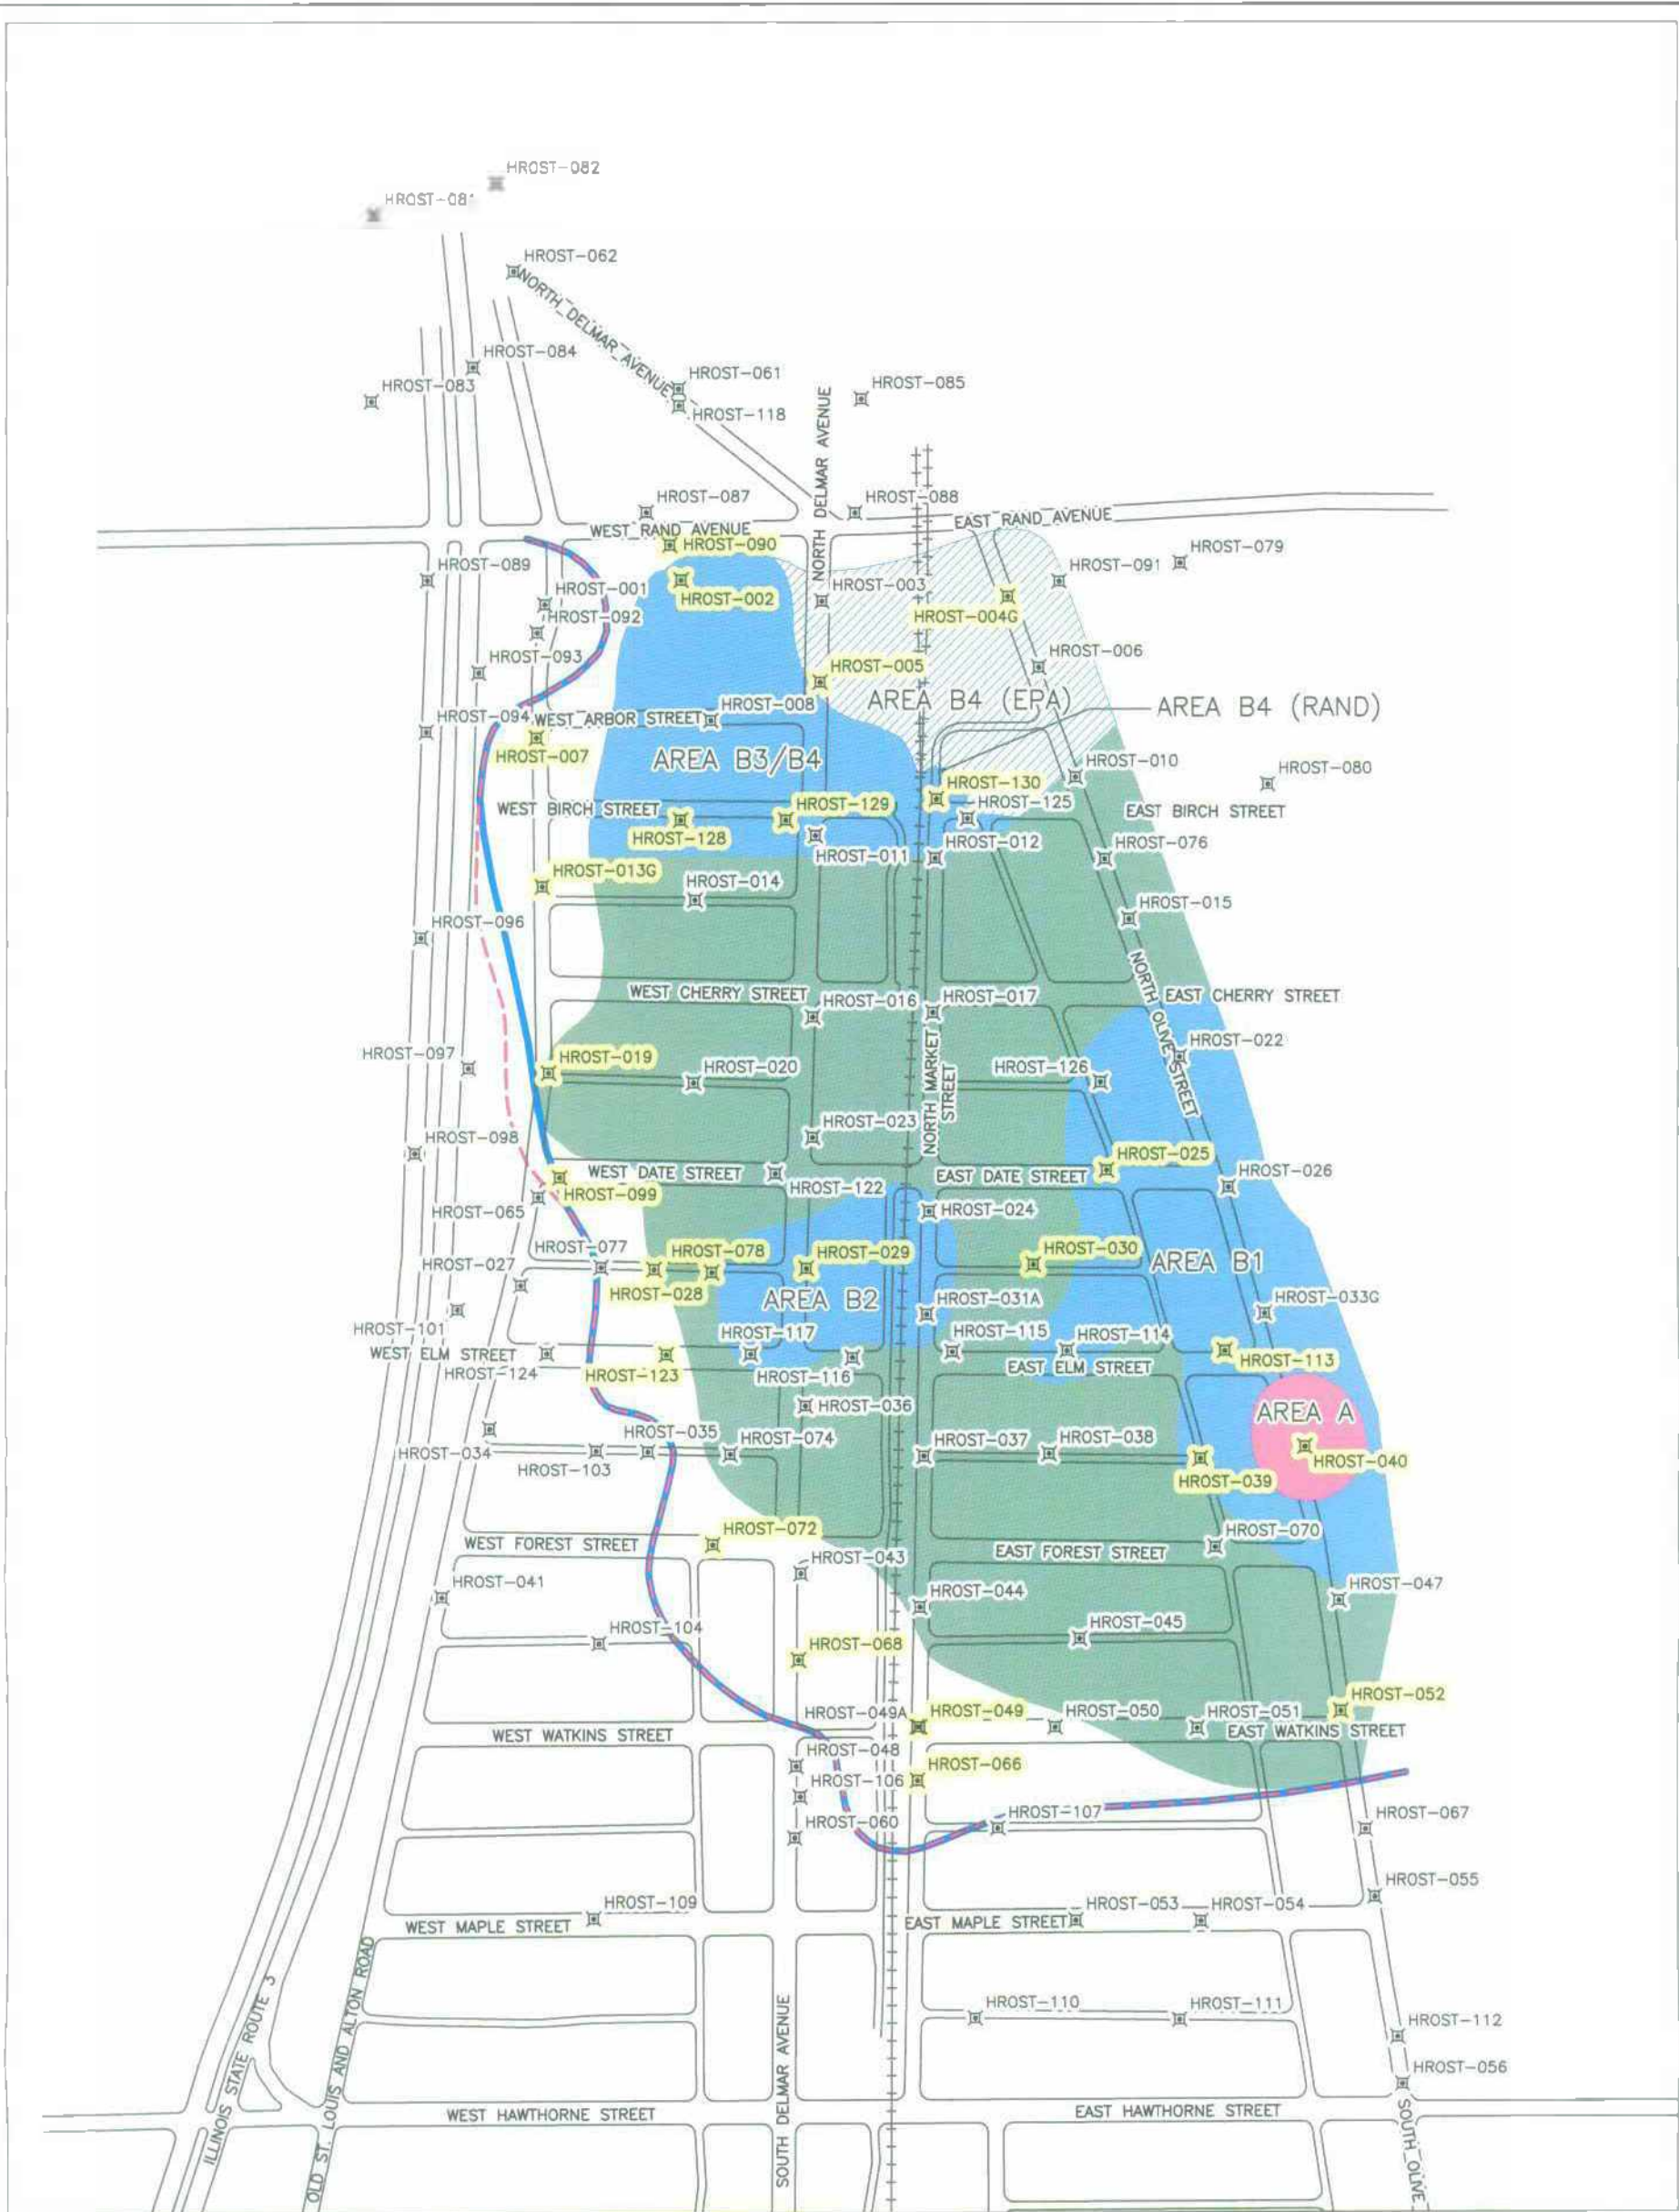 HROST-082
HROST-08
HROST-062
NORTH DELMAR AVENUE
HROST-084
HROST-083
HROST-061
HROST-118
HROST-085
NORTH DELMAR AVENUE
HROST-087
HROST-088
WEST RAND AVENUE
EAST RAND AVENUE
HROST-090
HROST-089
HROST-091
HROST-079
HROST-001
HROST-002
HROST-003
HROST-004G
HROST-092
HROST-093
HROST-005
HROST-006
AREA B4 (EPA)
AREA B4 (RAND)
HROST-094
WEST ARBOR STREET
HROST-008
HROST-007
AREA B3/B4
HROST-010
HROST-080
HROST-130
WEST BIRCH STREET
HROST-129
HROST-125
EAST BIRCH STREET
HROST-128
HROST-011
HROST-012
HROST-076
HROST-013G
HROST-014
HROST-015
HROST-096
NORTH OLIVE STREET
WEST CHERRY STREET
HROST-016
HROST-017
EAST CHERRY STREET
HROST-097
HROST-019
HROST-020
NORTH MARKET
STREET
HROST-126
HROST-022
HROST-098
HROST-023
WEST DATE STREET
EAST DATE STREET
HROST-025
HROST-026
HROST-099
HROST-122
HROST-065
HROST-024
HROST-077
HROST-078
HROST-029
HROST-030
HROST-027
HROST-028
AREA B2
AREA B1
HROST-031A
HROST-033G
HROST-101
HROST-117
HROST-115
HROST-114
WEST ELM STREET
EAST ELM STREET
HROST-113
HROST-124
HROST-123
HROST-116
HROST-036
AREA A
HROST-034
HROST-035
HROST-074
HROST-037
HROST-038
HROST-040
HROST-103
HROST-039
HROST-072
HROST-070
WEST FOREST STREET
EAST FOREST STREET
HROST-043
HROST-041
HROST-044
HROST-047
HROST-104
HROST-045
HROST-068
HROST-052
HROST-049A
HROST-049
HROST-050
HROST-051
WEST WATKINS STREET
EAST WATKINS STREET
HROST-048
HROST-066
HROST-106
HROST-060
HROST-107
HROST-067
HROST-055
HROST-109
HROST-053
HROST-054
WEST MAPLE STREET
EAST MAPLE STREET
ILLINOIS STATE ROUTE 3
OLD ST. LOUIS AND ALTON ROAD
SOUTH DELMAR AVENUE
HROST-110
HROST-111
HROST-112
HROST-056
WEST HAWTHORNE STREET
EAST HAWTHORNE STREET
SOUTH OLIVE